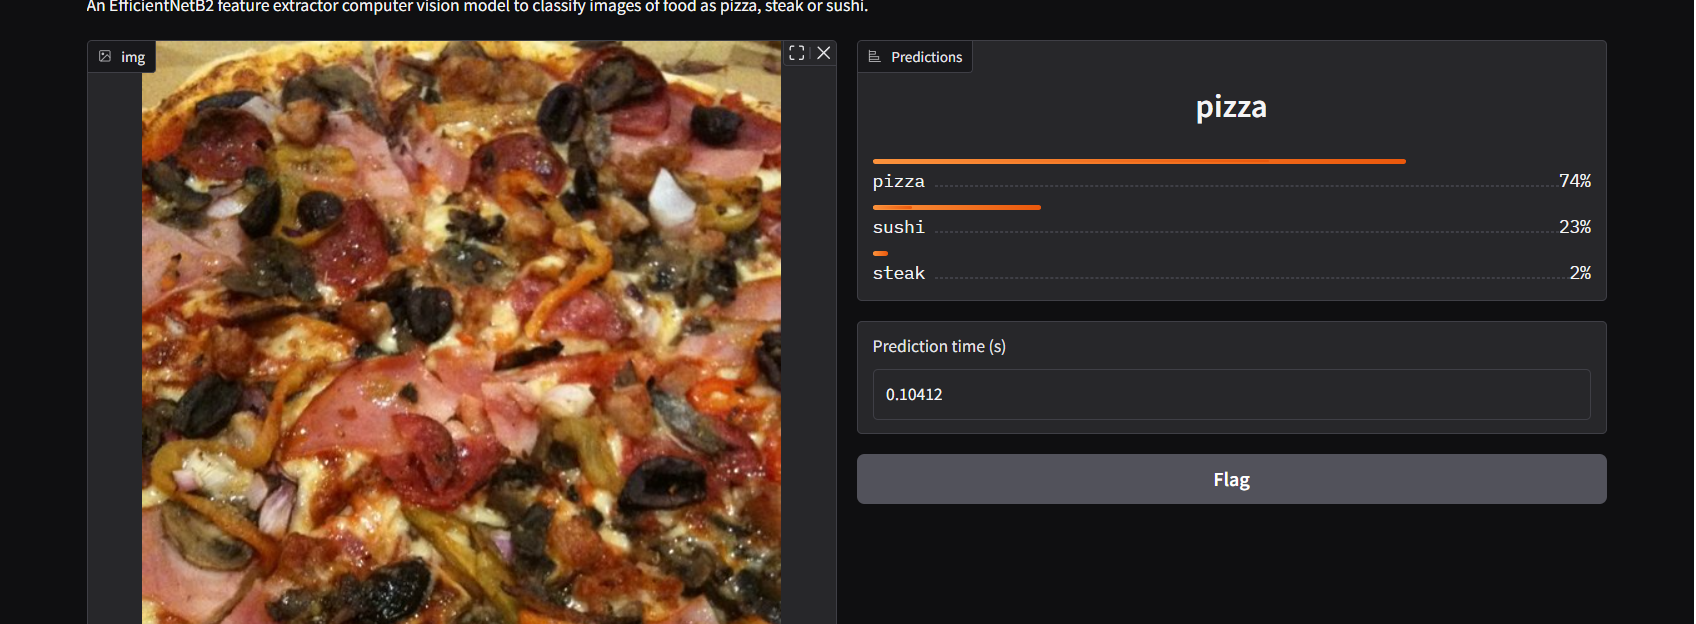 An EfficientNetB2 feature extractor computer vision model to classify images of food as pizza, steak or sushi.
img
Predictions
pizza
pizza 74%
sushi 23%
steak 2%
Prediction time (s)
0.10412
Flag